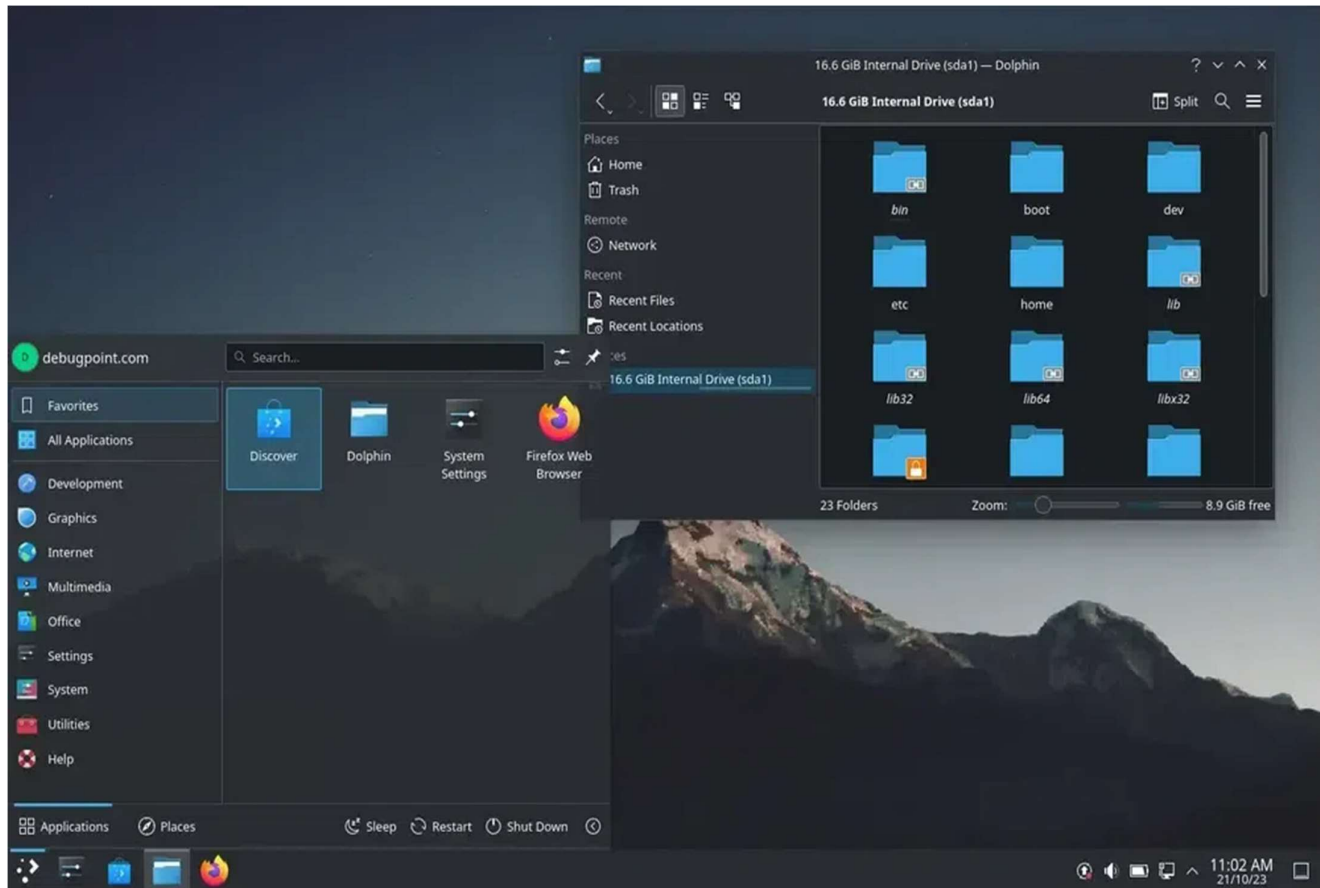 16.6 GiB Internal Drive (sda1) — Dolphin
16.6 GiB Internal Drive (sda1)
Split
Places
Home
Trash
Remote
Network
Recent
Recent Files
Recent Locations
16.6 GiB Internal Drive (sda1)
bin
boot
dev
etc
home
lib
lib32
lib64
libx32
23 Folders
Zoom:
8.9 GiB free
D
debugpoint.com
Search...
Favorites
All Applications
Development
Graphics
Internet
Multimedia
Office
Settings
System
Utilities
Help
Discover
Dolphin
System
Settings
Firefox Web
Browser
Applications
Places
Sleep
Restart
Shut Down
11:02 AM
21/10/23